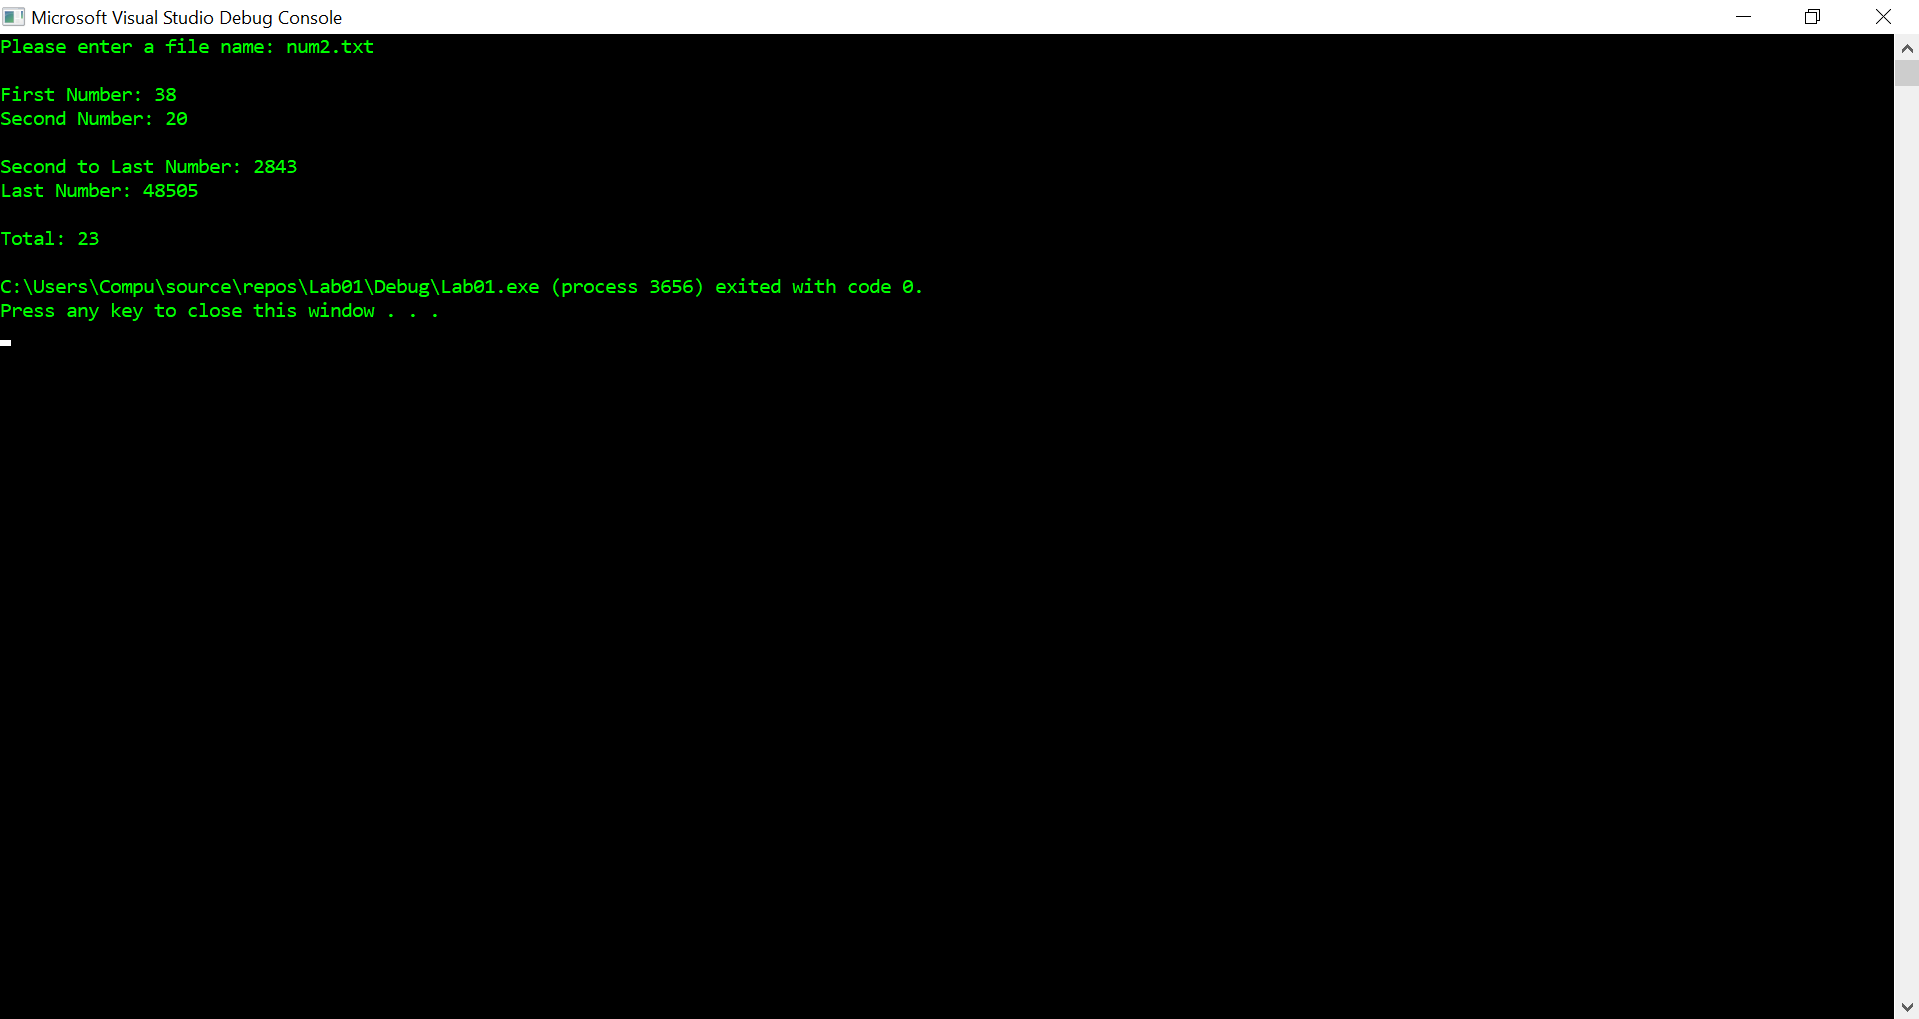 Microsoft Visual Studio Debug Console
Please enter a file name: num2.txt
First Number: 38
Second Number: 20
Second to Last Number: 2843
Last Number: 48505
Total: 23
C:\Users\Compu\source\repos\Lab01\Debug\Lab01.exe (process 3656) exited with code 0.
Press any key to close this window . . .